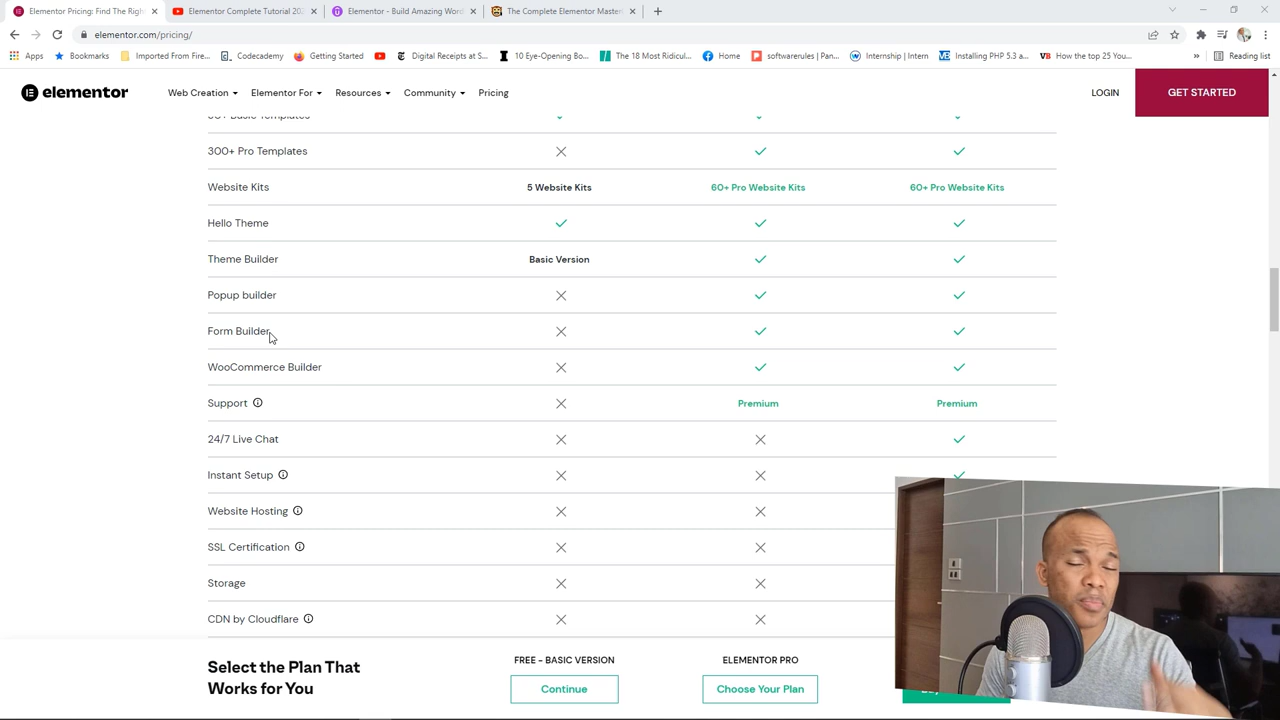 Elementor Pricing: Find The Righ
Elementor Complete Tutorial 202
Elementor - Build Amazing Word
The Complete Elementor Master
elementor.com/pricing/
Apps
Bookmarks
Imported From Fire...
Codecademy
Getting Started
Digital Receipts at S...
10 Eye-Opening Bo...
The 18 Most Ridicul...
Home
softwarerules | Pan...
Internship | Intern
Installing PHP 5.3 a...
How the top 25 You...
Reading list
elementor
Web Creation
Elementor For
Resources
Community
Pricing
LOGIN
GET STARTED
300+ Pro Templates
Website Kits
5 Website Kits
60+ Pro Website Kits
60+ Pro Website Kits
Hello Theme
Theme Builder
Basic Version
Popup builder
Form Builder
WooCommerce Builder
Support
Premium
Premium
24/7 Live Chat
Instant Setup
Website Hosting
SSL Certification
Storage
CDN by Cloudflare
Select the Plan That
Works for You
FREE - BASIC VERSION
Continue
ELEMENTOR PRO
Choose Your Plan